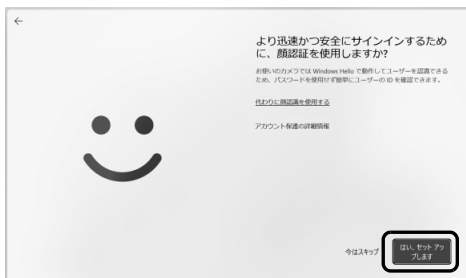 より迅速かつ安全にサインインするため
に、顔認証を使用しますか?
お使いのカメラでは Windows Hello で動作してユーザーを認識できる
ため、パスワードを使用せず簡単にユーザーの ID を確認できます。
代わりに顔認識を使用する
アカウント保護の詳細情報
今はスキップ
はい、セット アッ
プします